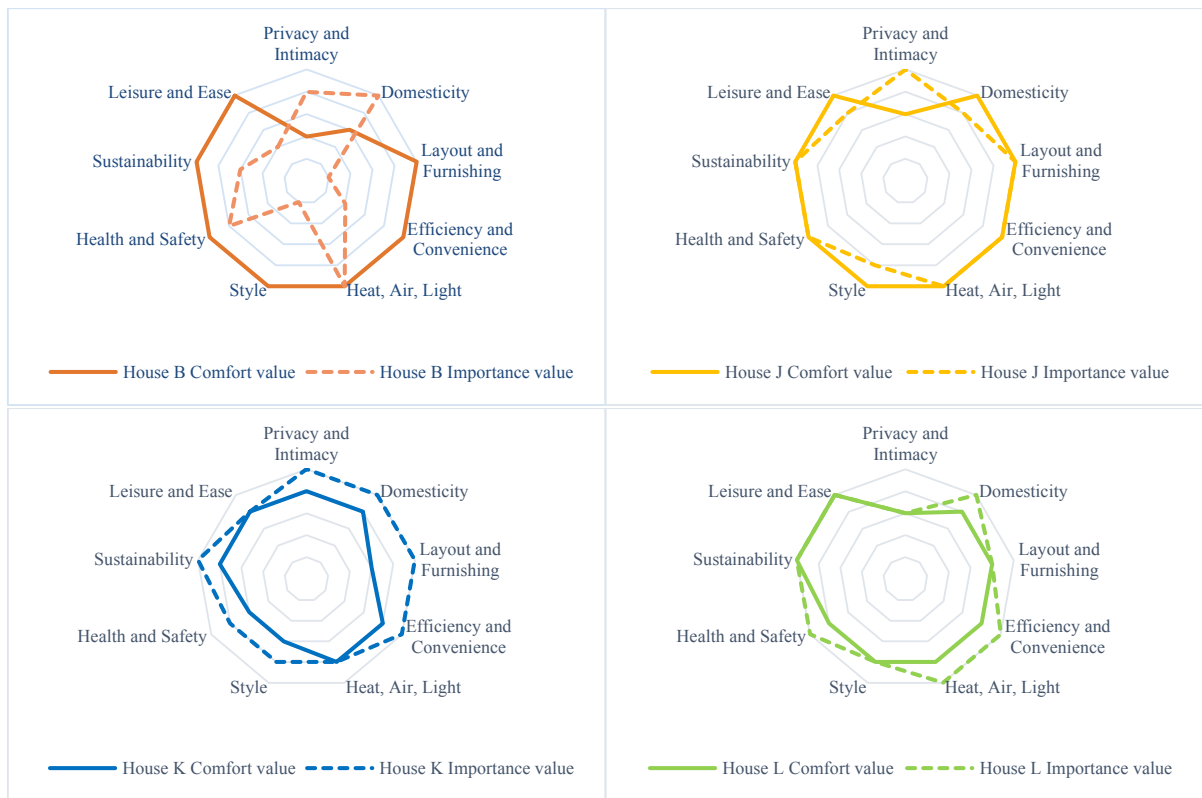 Privacy and
Intimacy
Leisure and Ease
Domesticity
Sustainability
Layout and
Furnishing
Health and Safety
Efficiency and
Convenience
Style
Heat, Air, Light
House B Comfort value
House B Importance value
Privacy and
Intimacy
Leisure and Ease
Domesticity
Sustainability
Layout and
Furnishing
Health and Safety
Efficiency and
Convenience
Style
Heat, Air, Light
House J Comfort value
House J Importance value
Privacy and
Intimacy
Leisure and Ease
Domesticity
Sustainability
Layout and
Furnishing
Health and Safety
Efficiency and
Convenience
Style
Heat, Air, Light
House K Comfort value
House K Importance value
Privacy and
Intimacy
Leisure and Ease
Domesticity
Sustainability
Layout and
Furnishing
Health and Safety
Efficiency and
Convenience
Style
Heat, Air, Light
House L Comfort value
House L Importance value